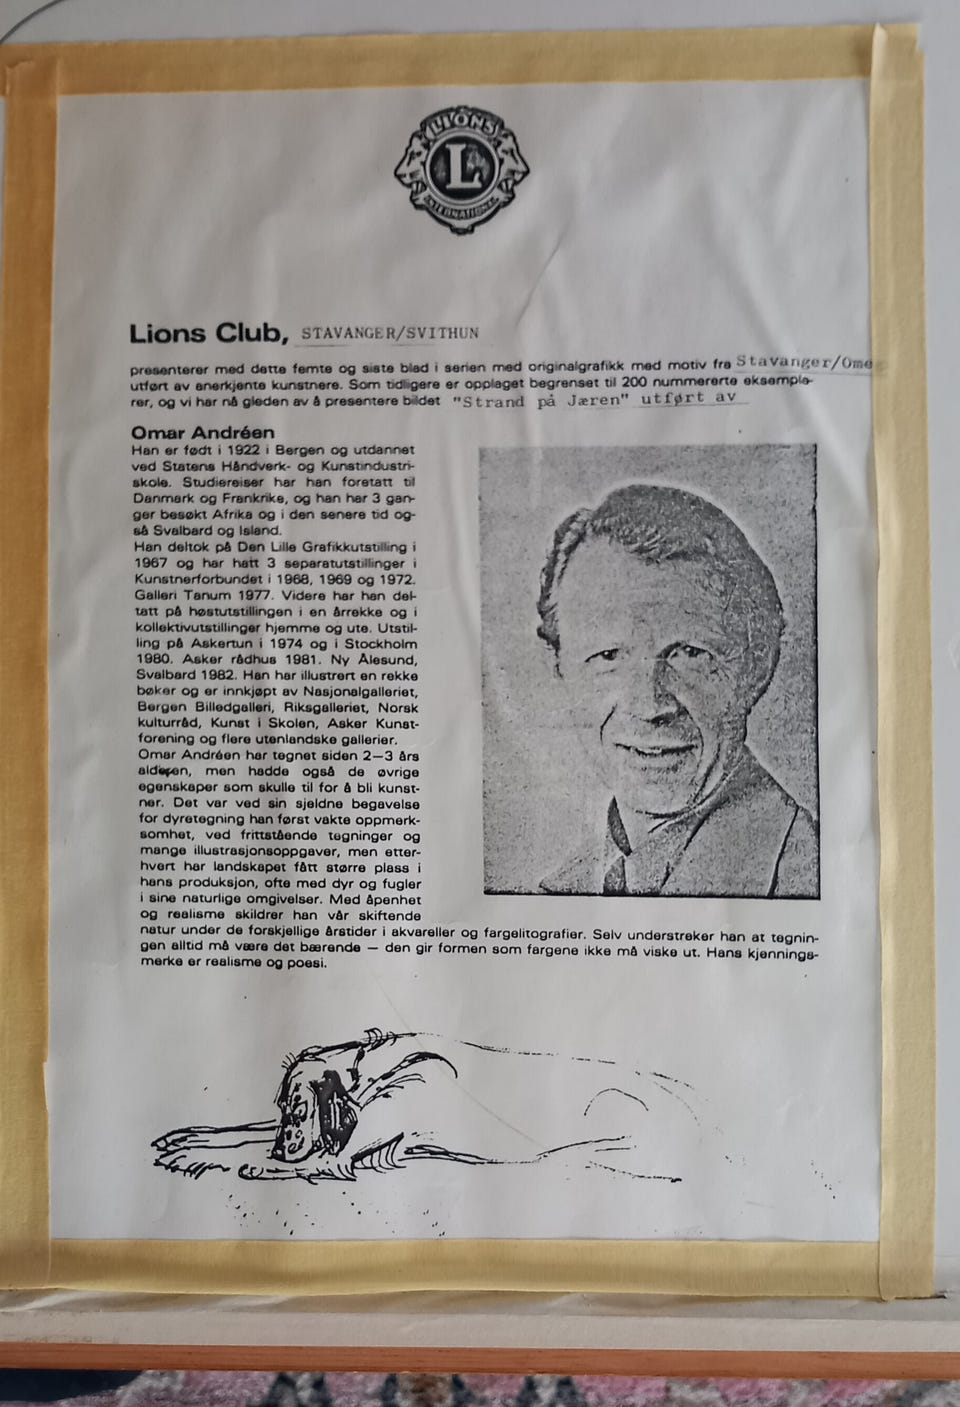 LIONS
L
INTERNATIONAL
Lions Club, STAVANGER/SVITHUN
presenterer med dette femte og siste blad i serien med originalgrafikk med motiv fra Stavanger/Ome
utført av anerkjente kunstnere. Som tidligere er opplaget begrenset til 200 nummererte eksempla-
rer, og vi har nå gleden av å presentere bildet "Strand på Jæren" utført av
Omar Andréen
Han er født i 1922 i Bergen og utdannet
ved Statens Håndverk- og Kunstindustri-
skole. Studiereiser har han foretatt til
Danmark og Frankrike, og han har 3 gan-
ger besøkt Afrika og i den senere tid og-
så Svalbard og Island.
Han deltok på Den Lille Grafikkutstilling i
1967 og har hatt 3 separatutstillinger i
Kunstnerforbundet i 1968, 1969 og 1972.
Galleri Tanum 1977. Videre har han del-
tatt på høstutstillingen i en årrekke og i
kollektivutstillinger hjemme og ute. Utstil-
ling på Askertun i 1974 og i Stockholm
1980. Asker rådhus 1981. Ny Ålesund,
Svalbard 1982. Han har illustrert en rekke
bøker og er innkjøpt av Nasjonalgalleriet,
Bergen Billedgalleri, Riksgalleriet, Norsk
kulturråd, Kunst i Skolen, Asker Kunst-
forening og flere utenlandske gallerier.
Omar Andréen har tegnet siden 2–3 års
alderen, men hadde også de øvrige
egenskaper som skulle til for å bli kunst-
ner. Det var ved sin sjeldne begavelse
for dyretegning han først vakte oppmerk-
somhet, ved frittstående tegninger og
mange illustrasjonsoppgaver, men etter-
hvert har landskapet fått større plass i
hans produksjon, ofte med dyr og fugler
i sine naturlige omgivelser. Med åpenhet
og realisme skildrer han vår skiftende
natur under de forskjellige årstider i akvareller og fargelitografier. Selv understreker han at tegnin-
gen alltid må være det bærende — den gir formen som fargene ikke må viske ut. Hans kjennings-
merke er realisme og poesi.